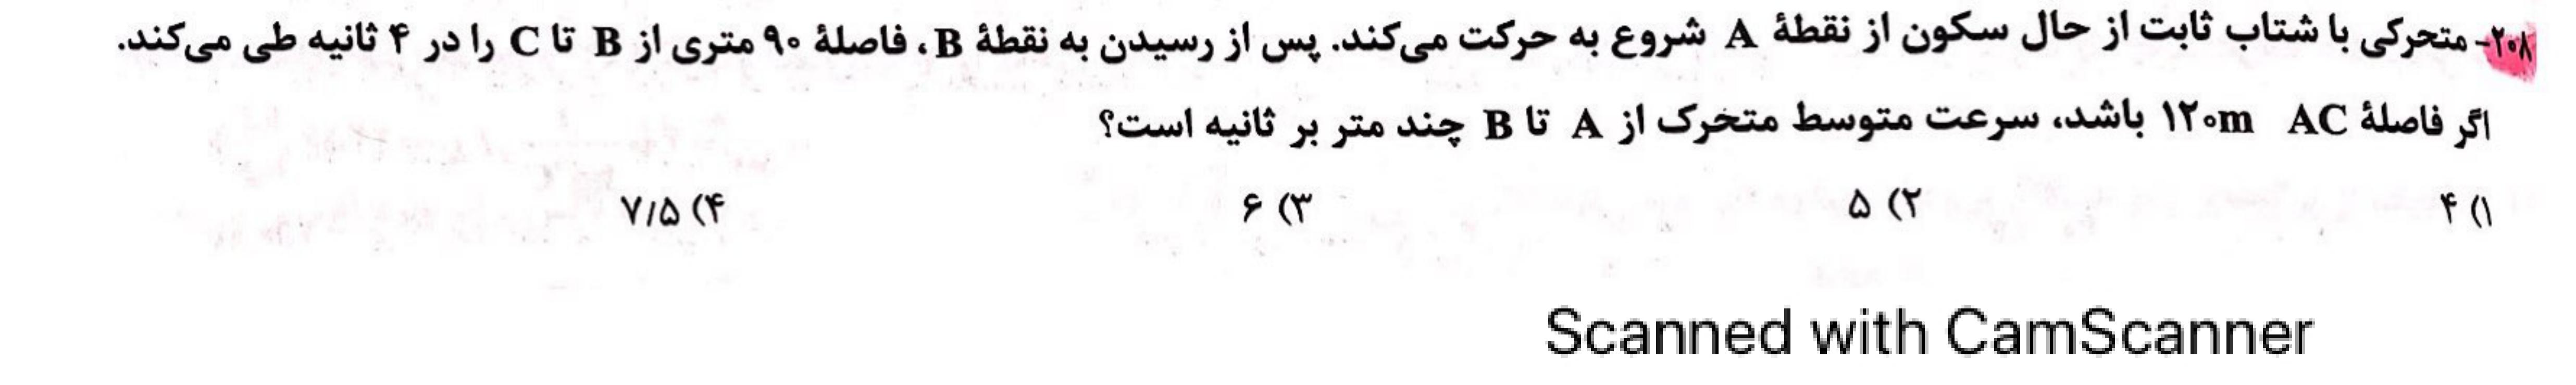 ۲۰۸- متحرکی با شتاب ثابت از حال سکون از نقطهٔ A شروع به حرکت می‌کند. پس از رسیدن به نقطهٔ B، فاصلهٔ ۹۰ متری از B تا C را در ۴ ثانیه طی می‌کند.
اگر فاصلهٔ AC ۱۲۰m باشد، سرعت متوسط متحرک از A تا B چند متر بر ثانیه است؟
۱) ۴ ۲) ۵ ۳) ۶ ۴) ۷/۵
Scanned with CamScanner